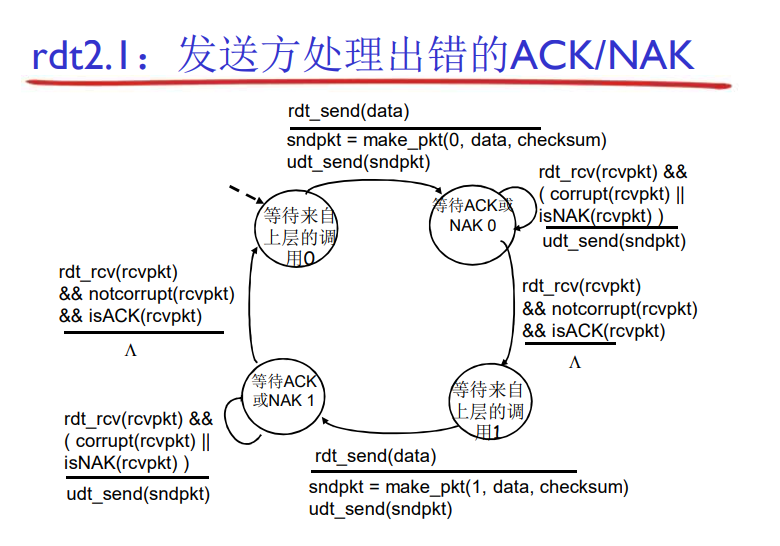 rdt2.1：发送方处理出错的ACK/NAK
rdt_send(data)
sndpkt = make_pkt(0, data, checksum)
udt_send(sndpkt)
等待来自
上层的调
用0
等待ACK或
NAK 0
rdt_rcv(rcvpkt) &&
( corrupt(rcvpkt) ||
isNAK(rcvpkt) )
udt_send(sndpkt)
rdt_rcv(rcvpkt)
&& notcorrupt(rcvpkt)
&& isACK(rcvpkt)
Λ
rdt_rcv(rcvpkt)
&& notcorrupt(rcvpkt)
&& isACK(rcvpkt)
Λ
等待ACK
或NAK 1
等待来自
上层的调
用1
rdt_rcv(rcvpkt) &&
( corrupt(rcvpkt) ||
isNAK(rcvpkt) )
udt_send(sndpkt)
rdt_send(data)
sndpkt = make_pkt(1, data, checksum)
udt_send(sndpkt)